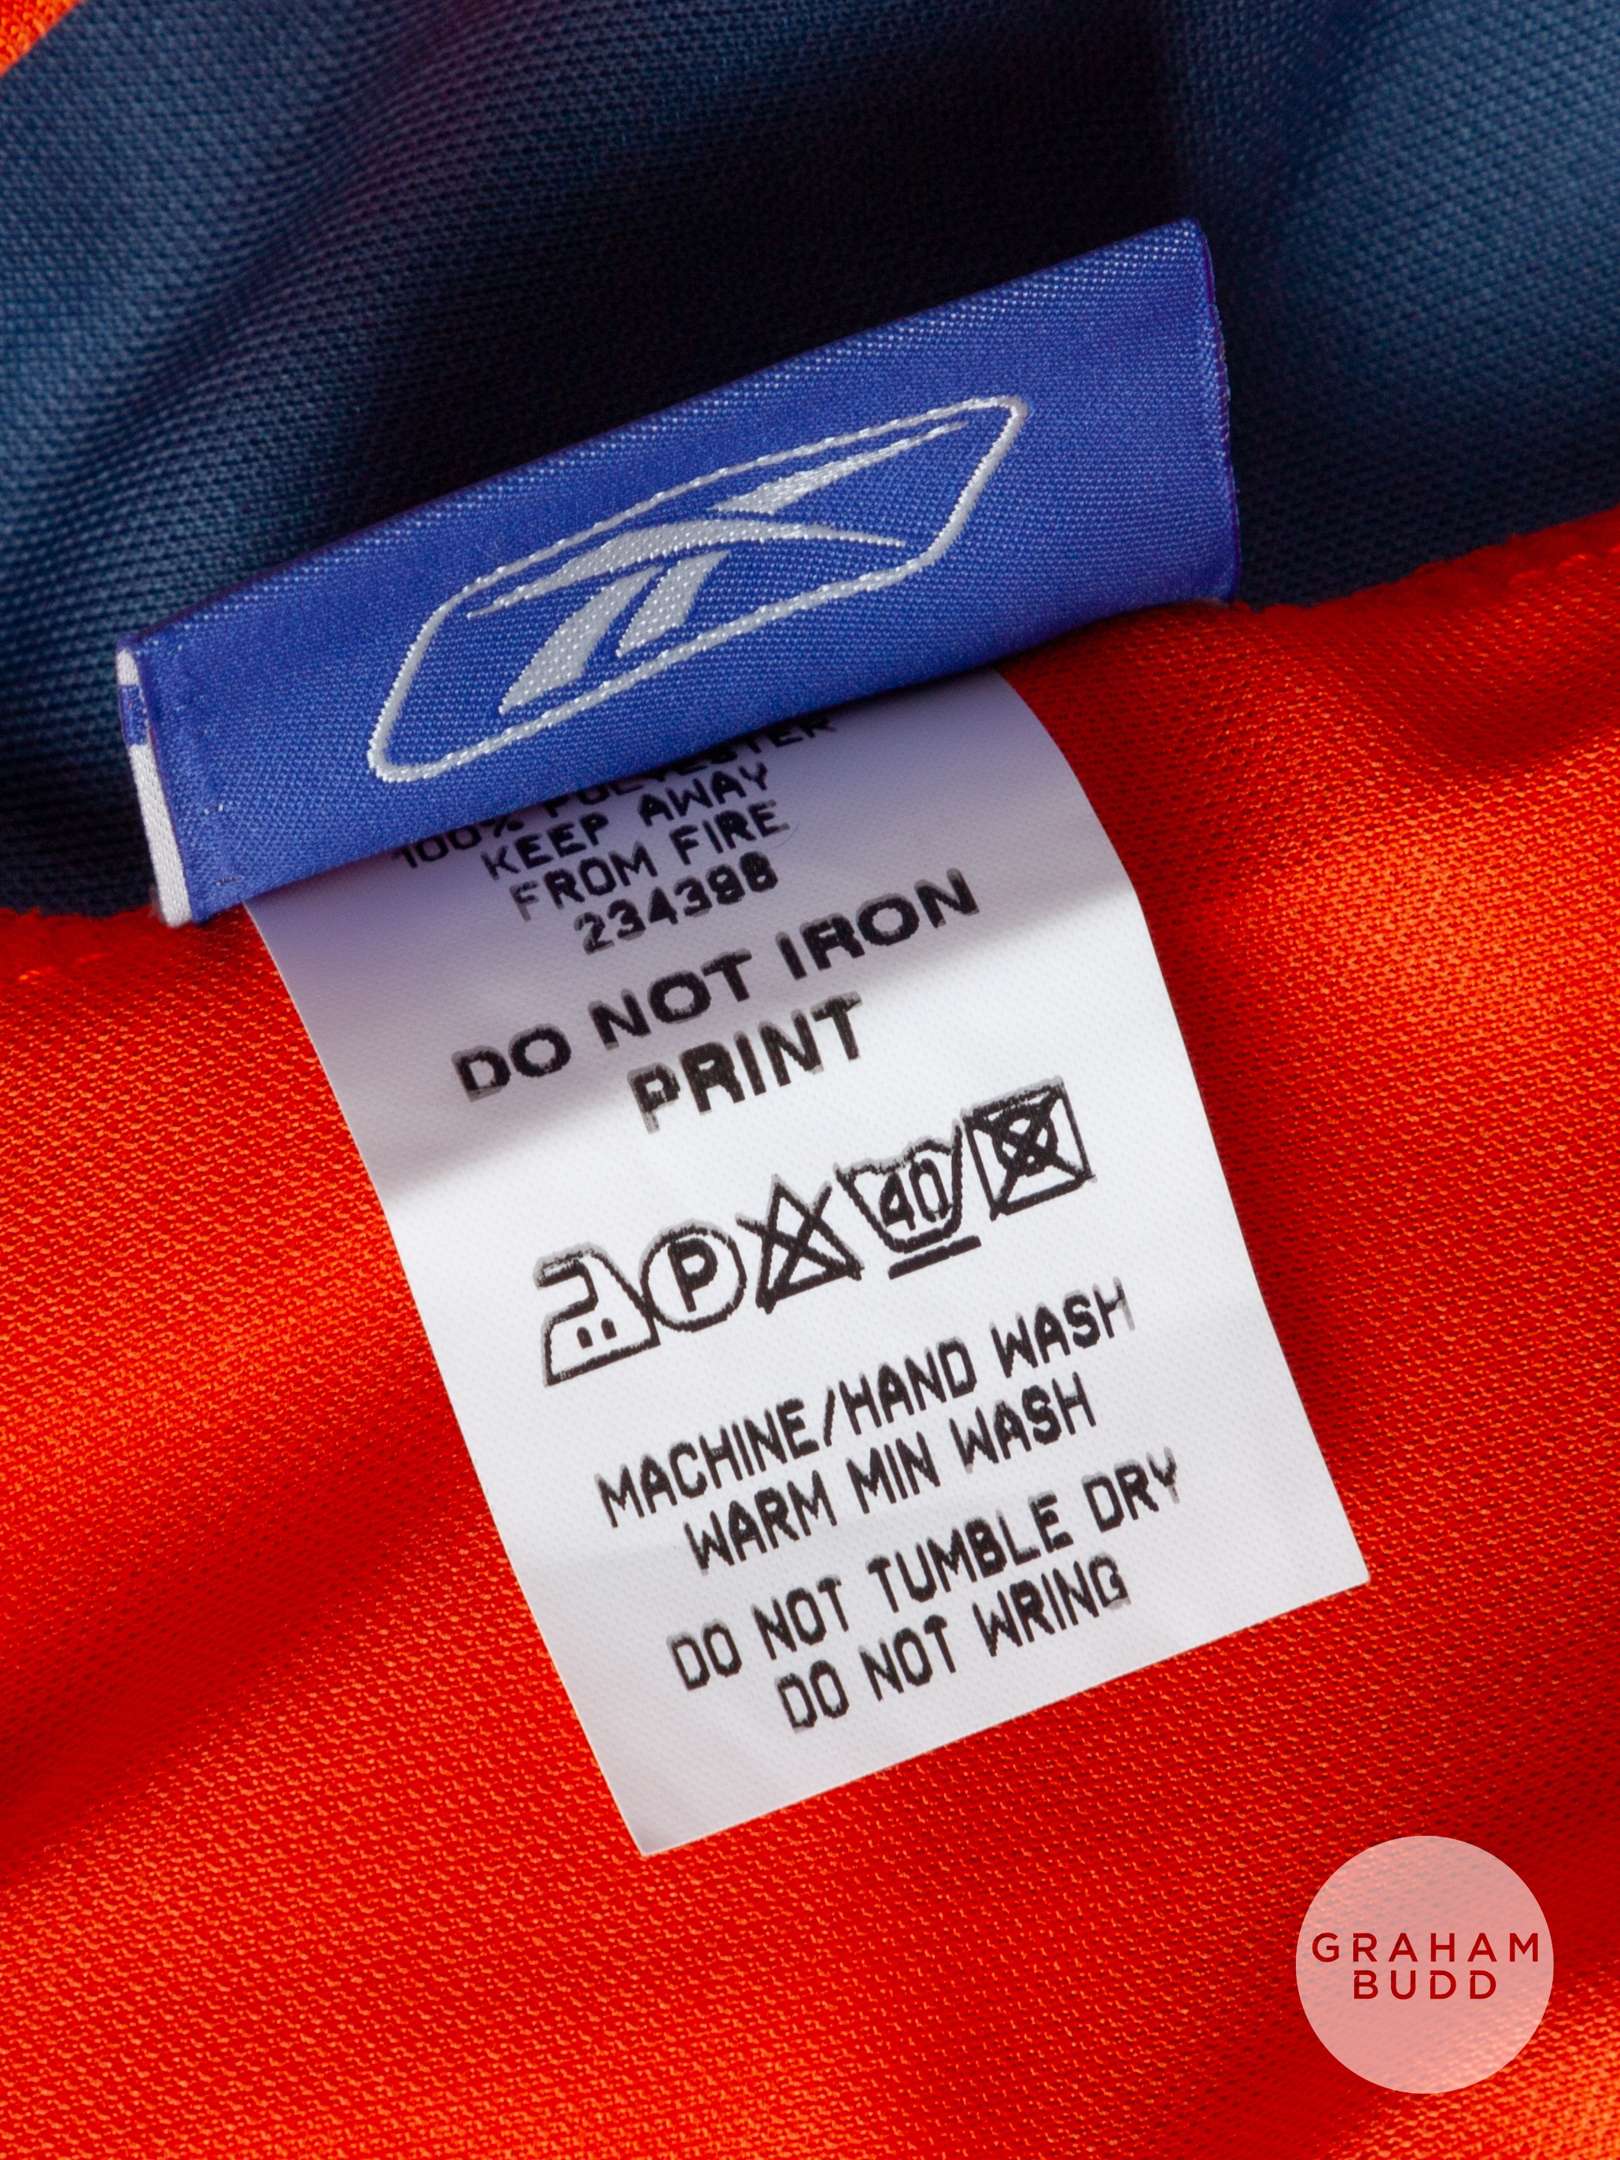 100% POLYESTER
KEEP AWAY
FROM FIRE
234398
DO NOT IRON
PRINT
P
40
MACHINE/HAND WASH
WARM MIN WASH
DO NOT TUMBLE DRY
DO NOT WRING
GRAHAM
BUDD